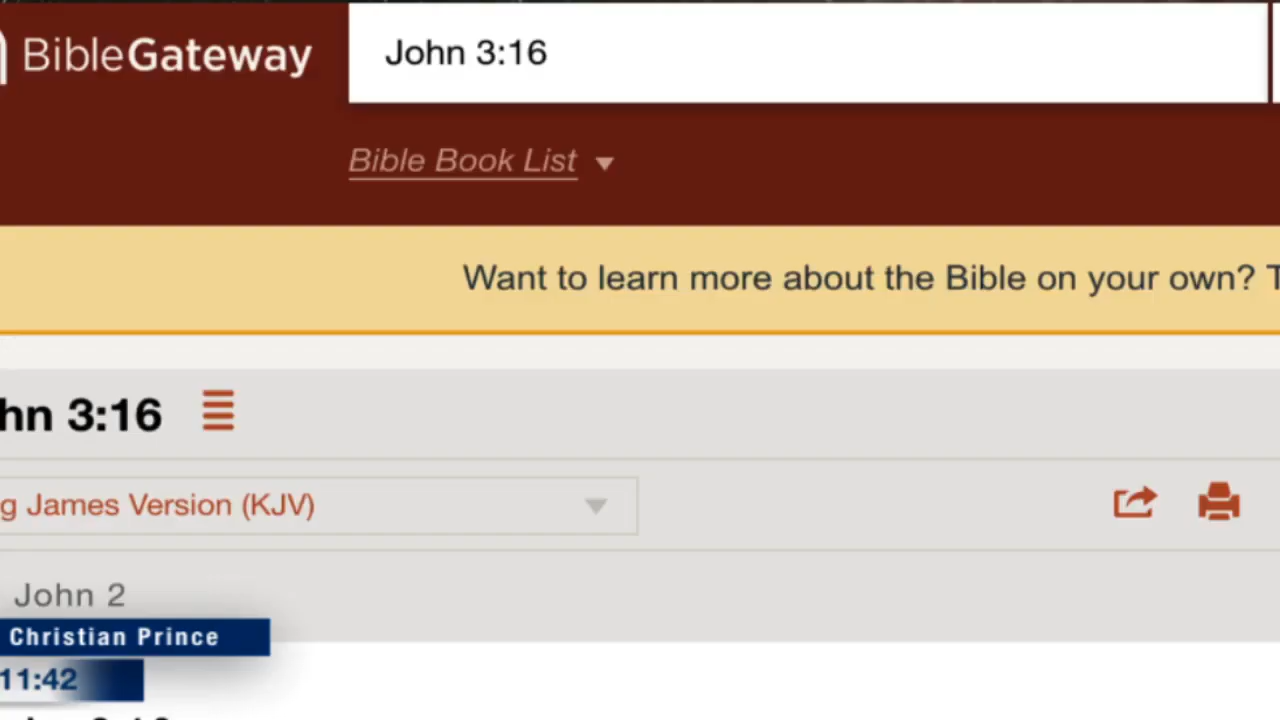 BibleGateway
John 3:16
Bible Book List
Want to learn more about the Bible on your own? T
hn 3:16
g James Version (KJV)
John 2
Christian Prince
11:42